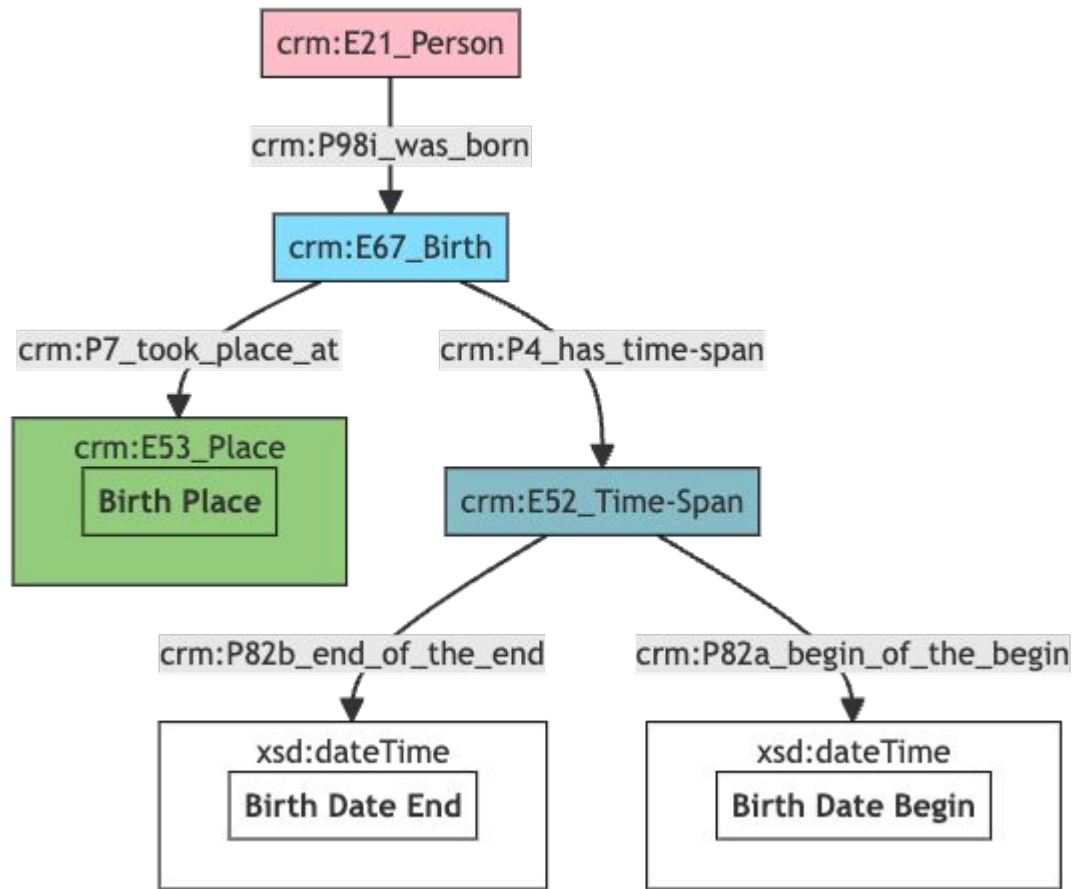 crm:E21_Person
crm:P98i_was_born
crm:E67_Birth
crm:P7_took_place_at
crm:P4_has_time-span
crm:E53_Place
Birth Place
crm:E52_Time-Span
crm:P82b_end_of_the_end
crm:P82a_begin_of_the_begin
xsd:dateTime
Birth Date End
xsd:dateTime
Birth Date Begin